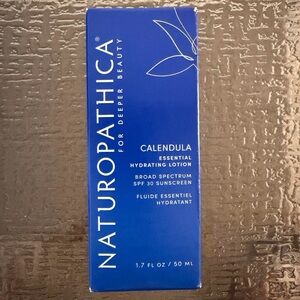 NATUROPATHICA®
FOR DEEPER BEAUTY
CALENDULA
ESSENTIAL
HYDRATING LOTION
BROAD SPECTRUM
SPF 30 SUNSCREEN
FLUIDE ESSENTIEL
HYDRATANT
1.7 FL OZ / 50 ML